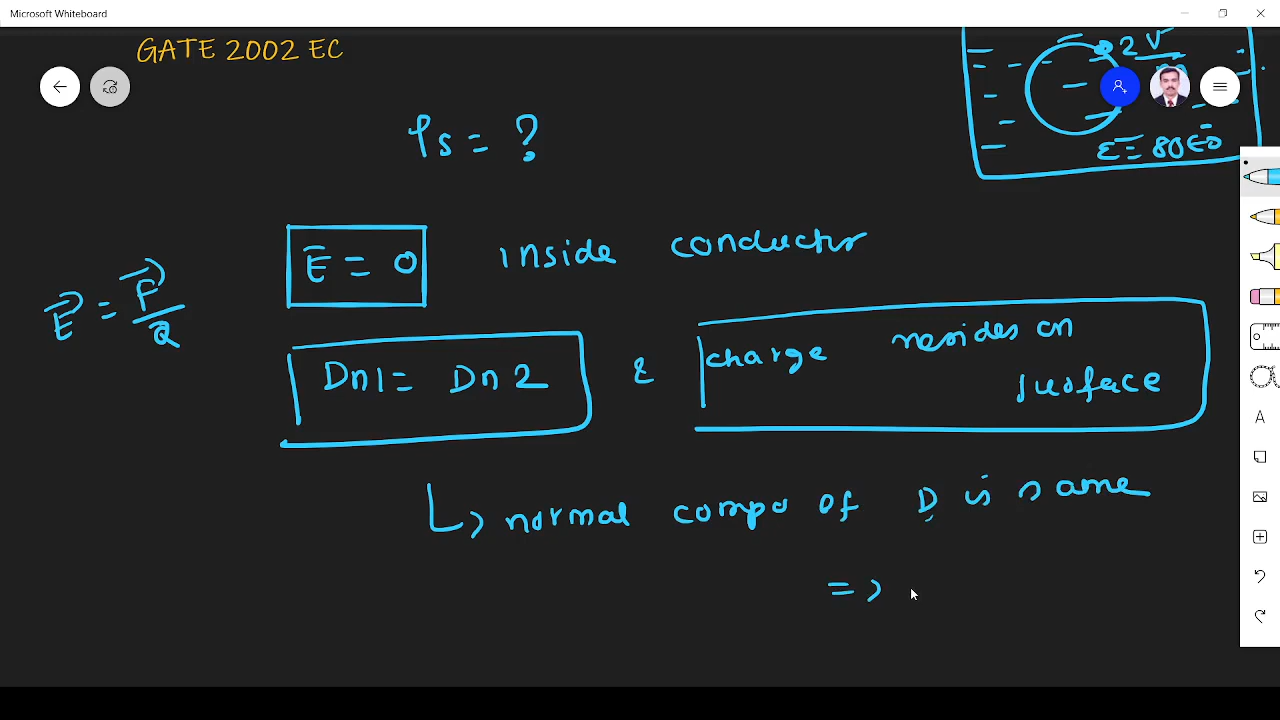 Microsoft Whiteboard
GATE 2002 EC
2 V
ε = 80ε0
ρs = ?
E̅ = 0 inside conductor
E⃗ = F⃗/Q
Dn1 = Dn2 & charge resides on
surface
↳ normal compo of D is same
=>
A